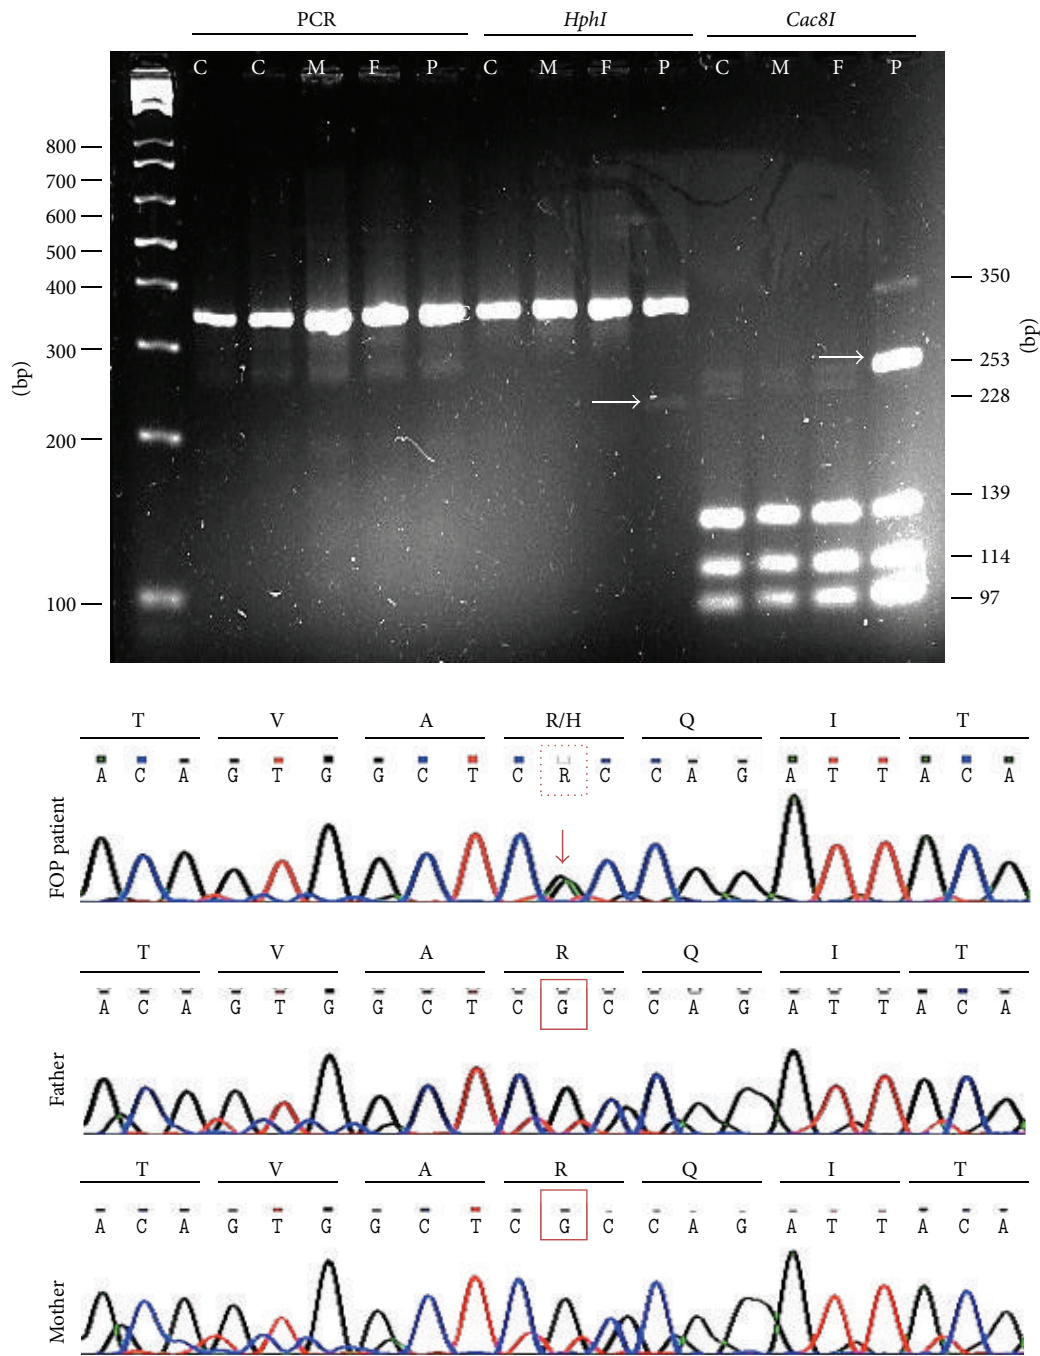 PCR HphI Cac8I
C C M F P C M F P C M F P
800
700
600
500
400
300
200
100
(bp)
350
253
228
139
114
97
(bp)
C
T V A R/H Q I T
A C A G T G G C T C R C C A G A T T A C A
FOP patient
T V A R Q I T
A C A G T G G C T C G C C A G A T T A C A
Father
T V A R Q I T
A C A G T G G C T C G C C A G A T T A C A
Mother